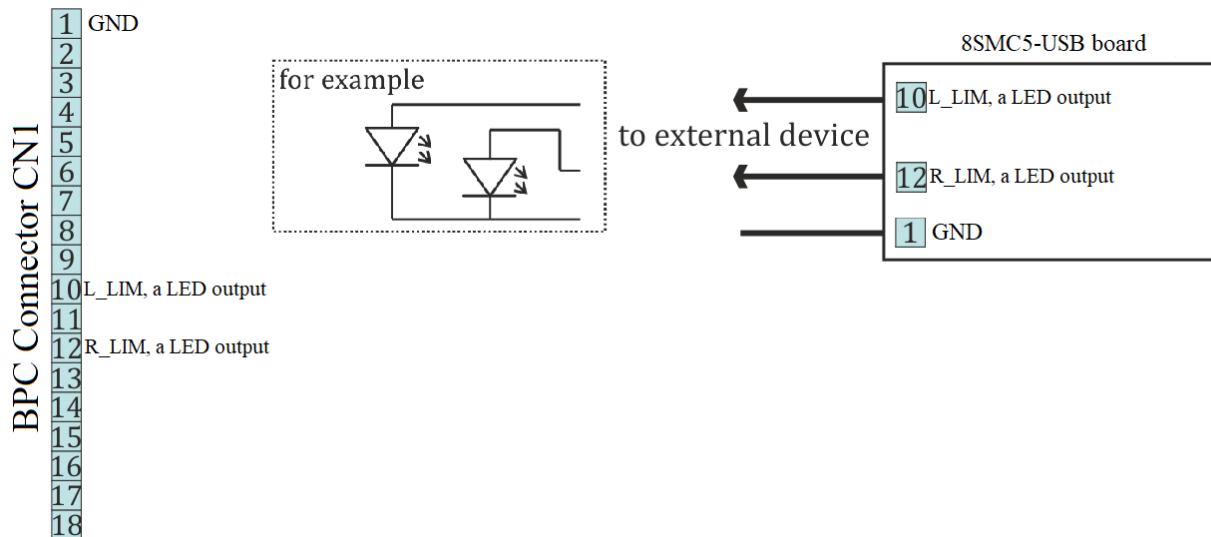 BPC Connector CN1
1 GND
2
3
4
5
6
7
8
9
10 L_LIM, a LED output
11
12 R_LIM, a LED output
13
14
15
16
17
18
for example
to external device
8SMC5-USB board
10 L_LIM, a LED output
12 R_LIM, a LED output
1 GND